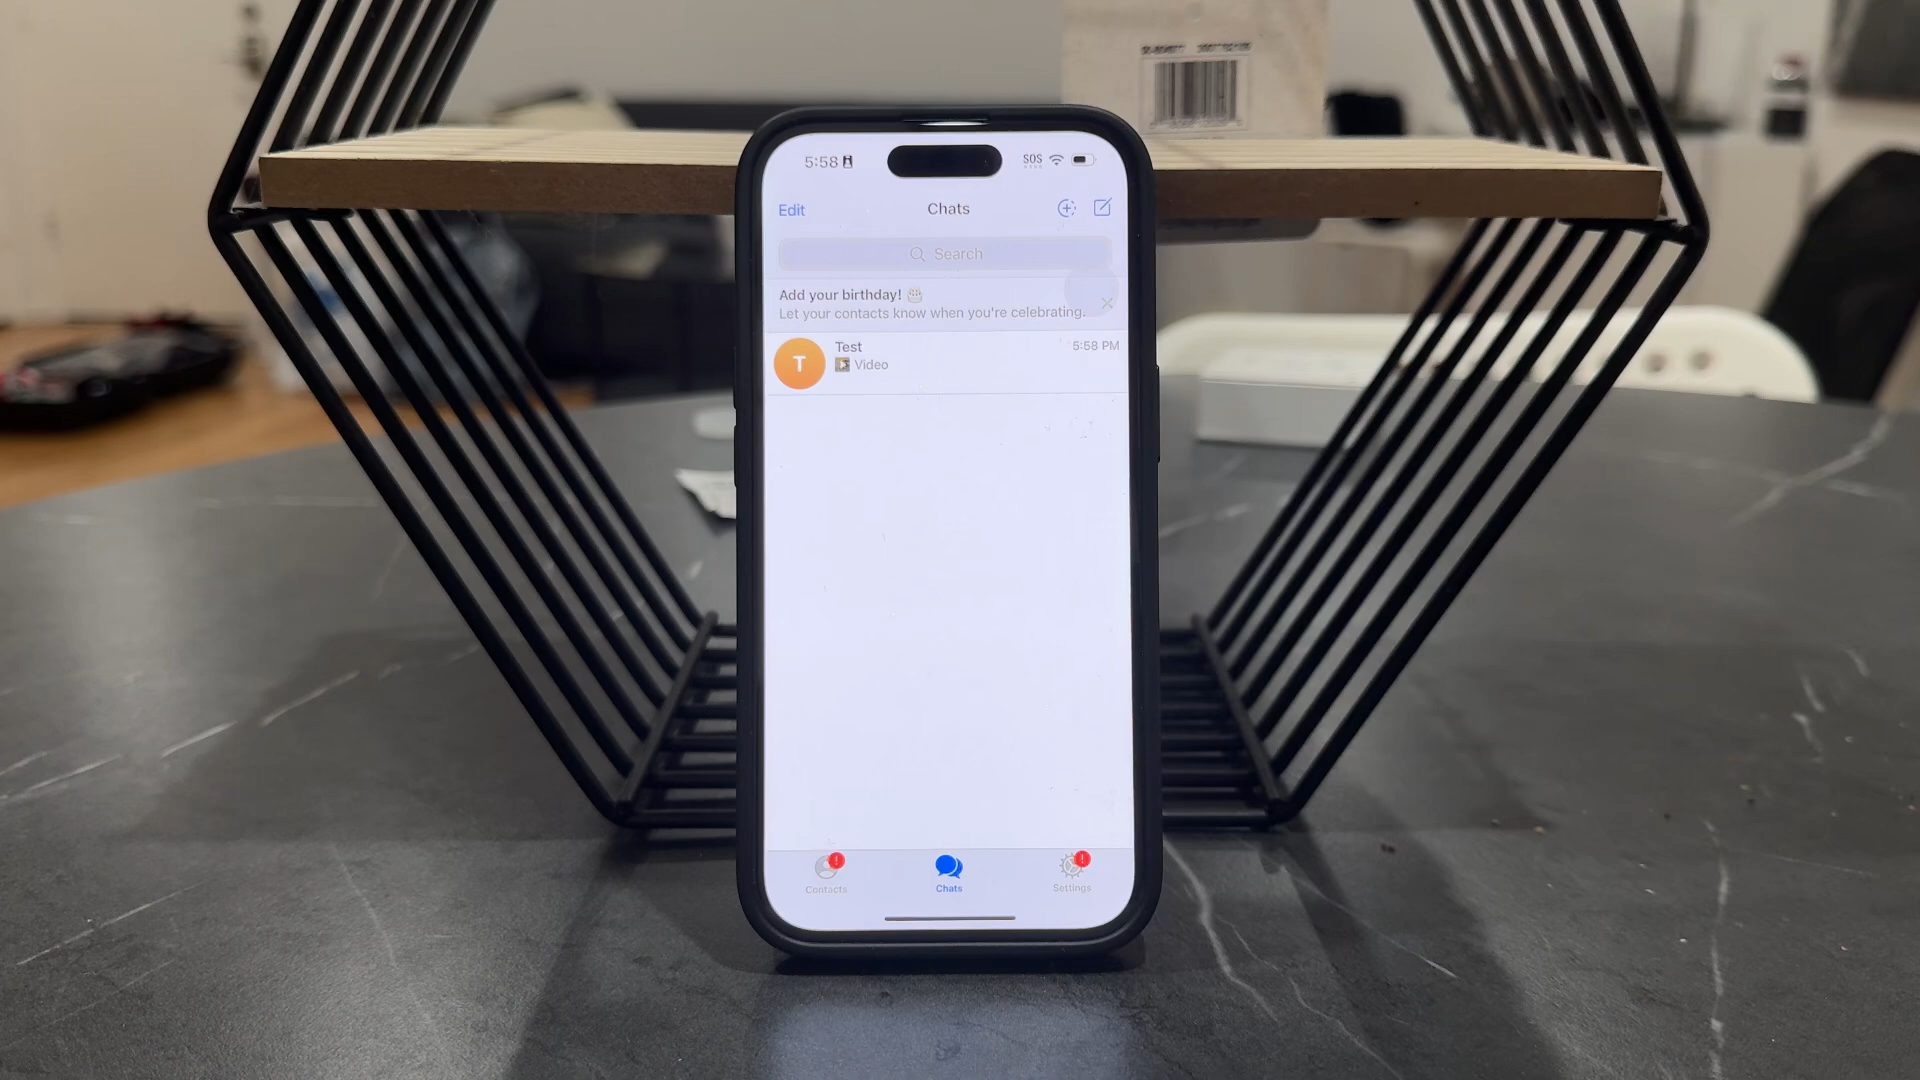 5:58
SOS
Edit
Chats
Search
Add your birthday! 🎂
Let your contacts know when you're celebrating.
T
Test
5:58 PM
Video
Contacts
Chats
Settings